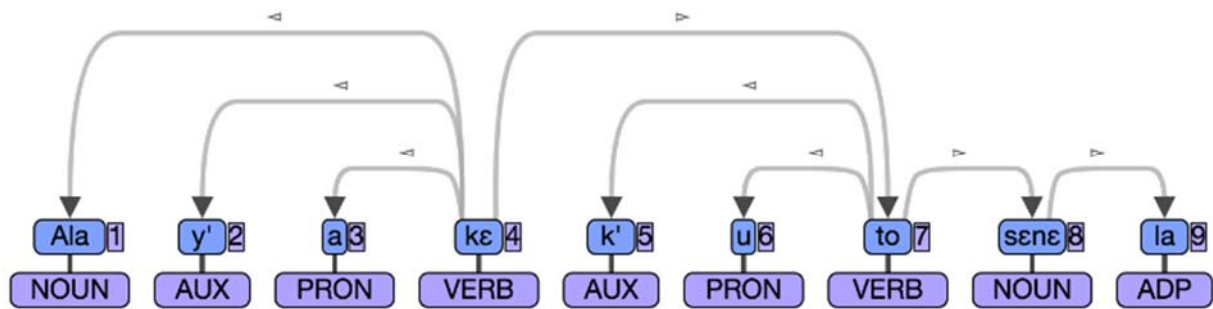 Ala 1 y' 2 a 3 kɛ 4 k' 5 u 6 to 7 sɛnɛ 8 la 9
NOUN AUX PRON VERB AUX PRON VERB NOUN ADP